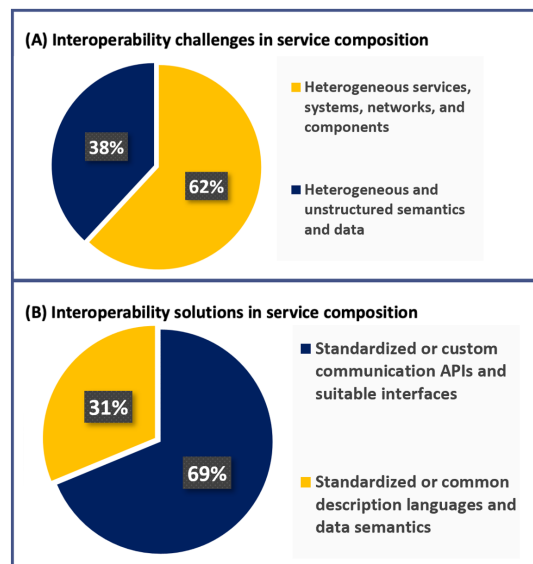 (A) Interoperability challenges in service composition
38%
62%
Heterogeneous services,
systems, networks, and
components
Heterogeneous and
unstructured semantics
and data
(B) Interoperability solutions in service composition
31%
69%
Standardized or custom
communication APIs and
suitable interfaces
Standardized or common
description languages and
data semantics